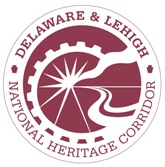 DELAWARE & LEHIGH
NATIONAL HERITAGE CORRIDOR